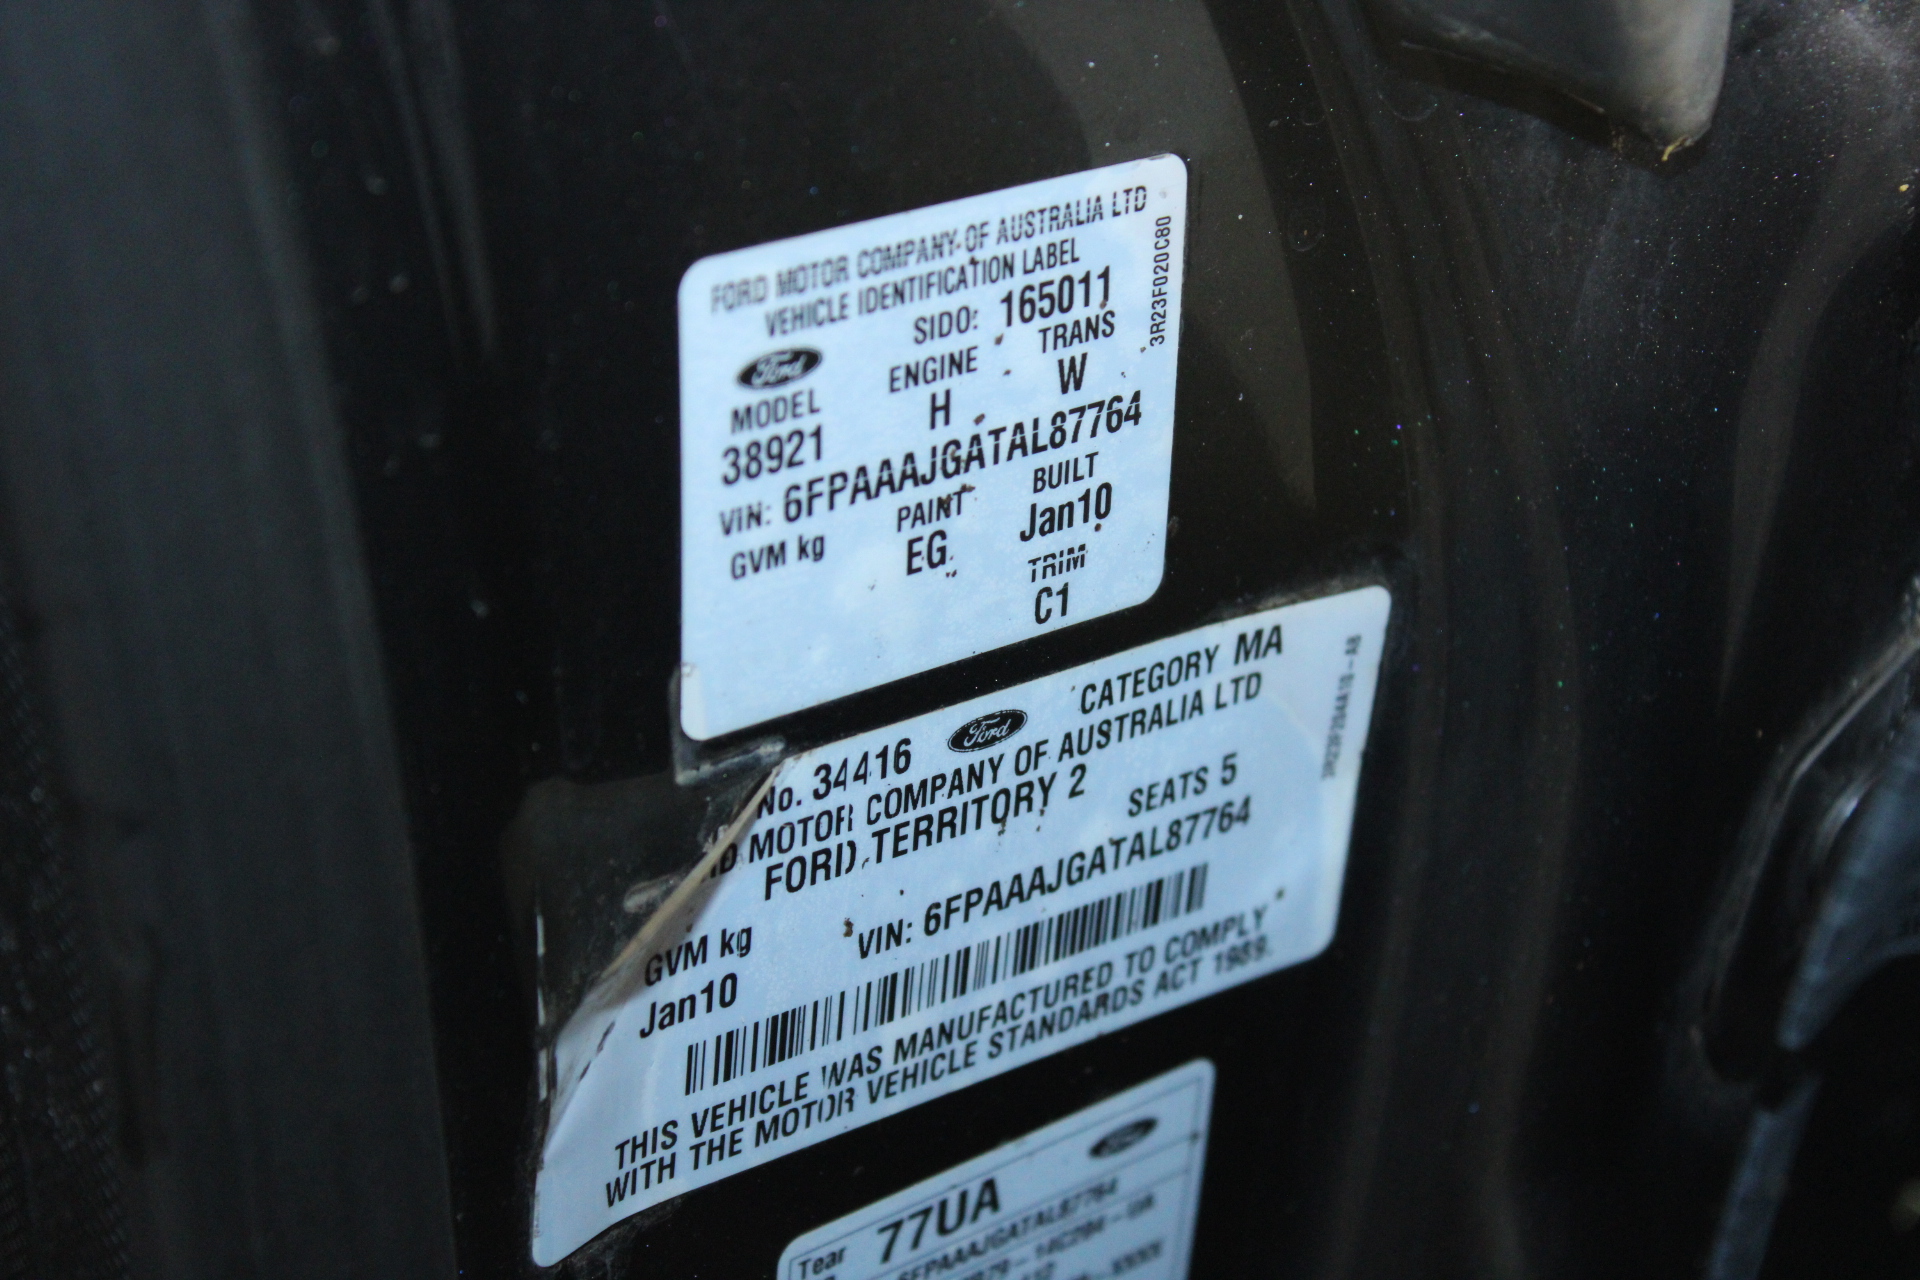 FORD MOTOR COMPANY OF AUSTRALIA LTD
VEHICLE IDENTIFICATION LABEL
3R23F020C80
Ford
SIDO: 165011
MODEL ENGINE TRANS
38921 H W
VIN: 6FPAAAJGATAL87764
GVM kg PAINT BUILT
EG Jan10
TRIM
C1
No. 34416 Ford CATEGORY MA
MOTOR COMPANY OF AUSTRALIA LTD
FORD TERRITORY 2
SEATS 5
VIN: 6FPAAAJGATAL87764
GVM kg
Jan10
THIS VEHICLE WAS MANUFACTURED TO COMPLY
WITH THE MOTOR VEHICLE STANDARDS ACT 1989.
Ford
Tear 77UA
6FPAAAJGATAL87764